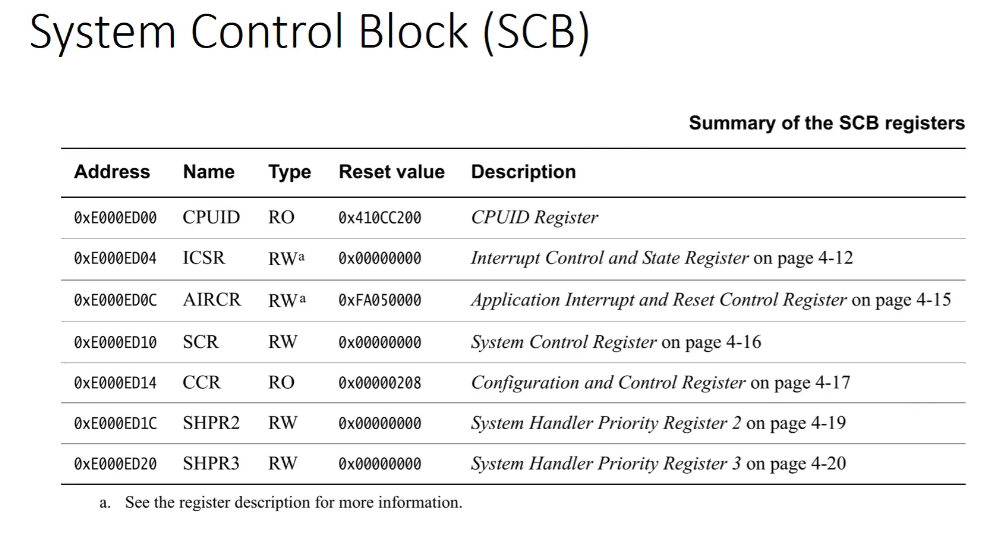 System Control Block (SCB)
Summary of the SCB registers
Address Name Type Reset value Description
0xE000ED00 CPUID RO 0x410CC200 CPUID Register
0xE000ED04 ICSR RWa 0x00000000 Interrupt Control and State Register on page 4-12
0xE000ED0C AIRCR RWa 0xFA050000 Application Interrupt and Reset Control Register on page 4-15
0xE000ED10 SCR RW 0x00000000 System Control Register on page 4-16
0xE000ED14 CCR RO 0x00000208 Configuration and Control Register on page 4-17
0xE000ED1C SHPR2 RW 0x00000000 System Handler Priority Register 2 on page 4-19
0xE000ED20 SHPR3 RW 0x00000000 System Handler Priority Register 3 on page 4-20
a. See the register description for more information.